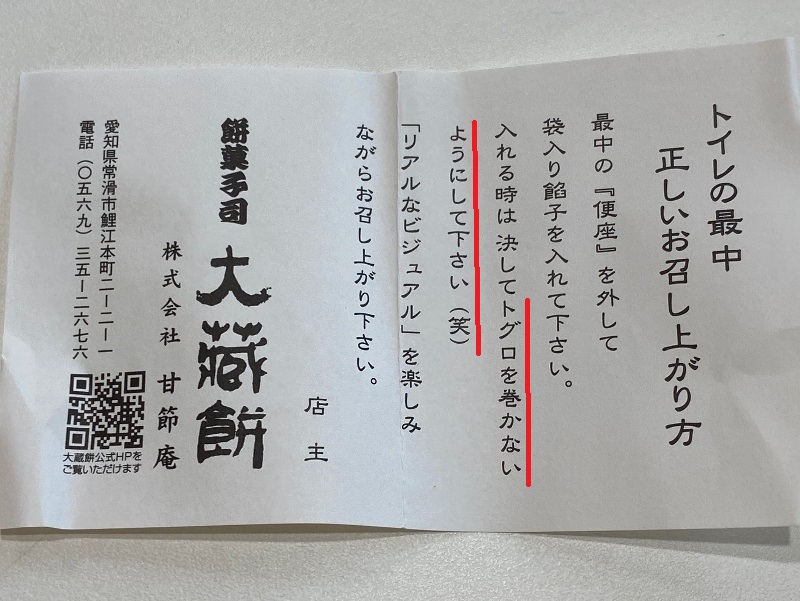 トイレの最中
正しいお召し上がり方
最中の『便座』を外して
袋入り餡子を入れて下さい。
入れる時は決してトグロを巻かない
ようにして下さい（笑）
「リアルなビジュアル」を楽しみ
ながらお召し上がり下さい。
店主
餅菓子司
大蔵餅
株式会社 甘節庵
愛知県常滑市鯉江本町二ー二ー一
電話（〇五六九）三五ー二六七六
大蔵餅公式HPを
ご覧いただけます